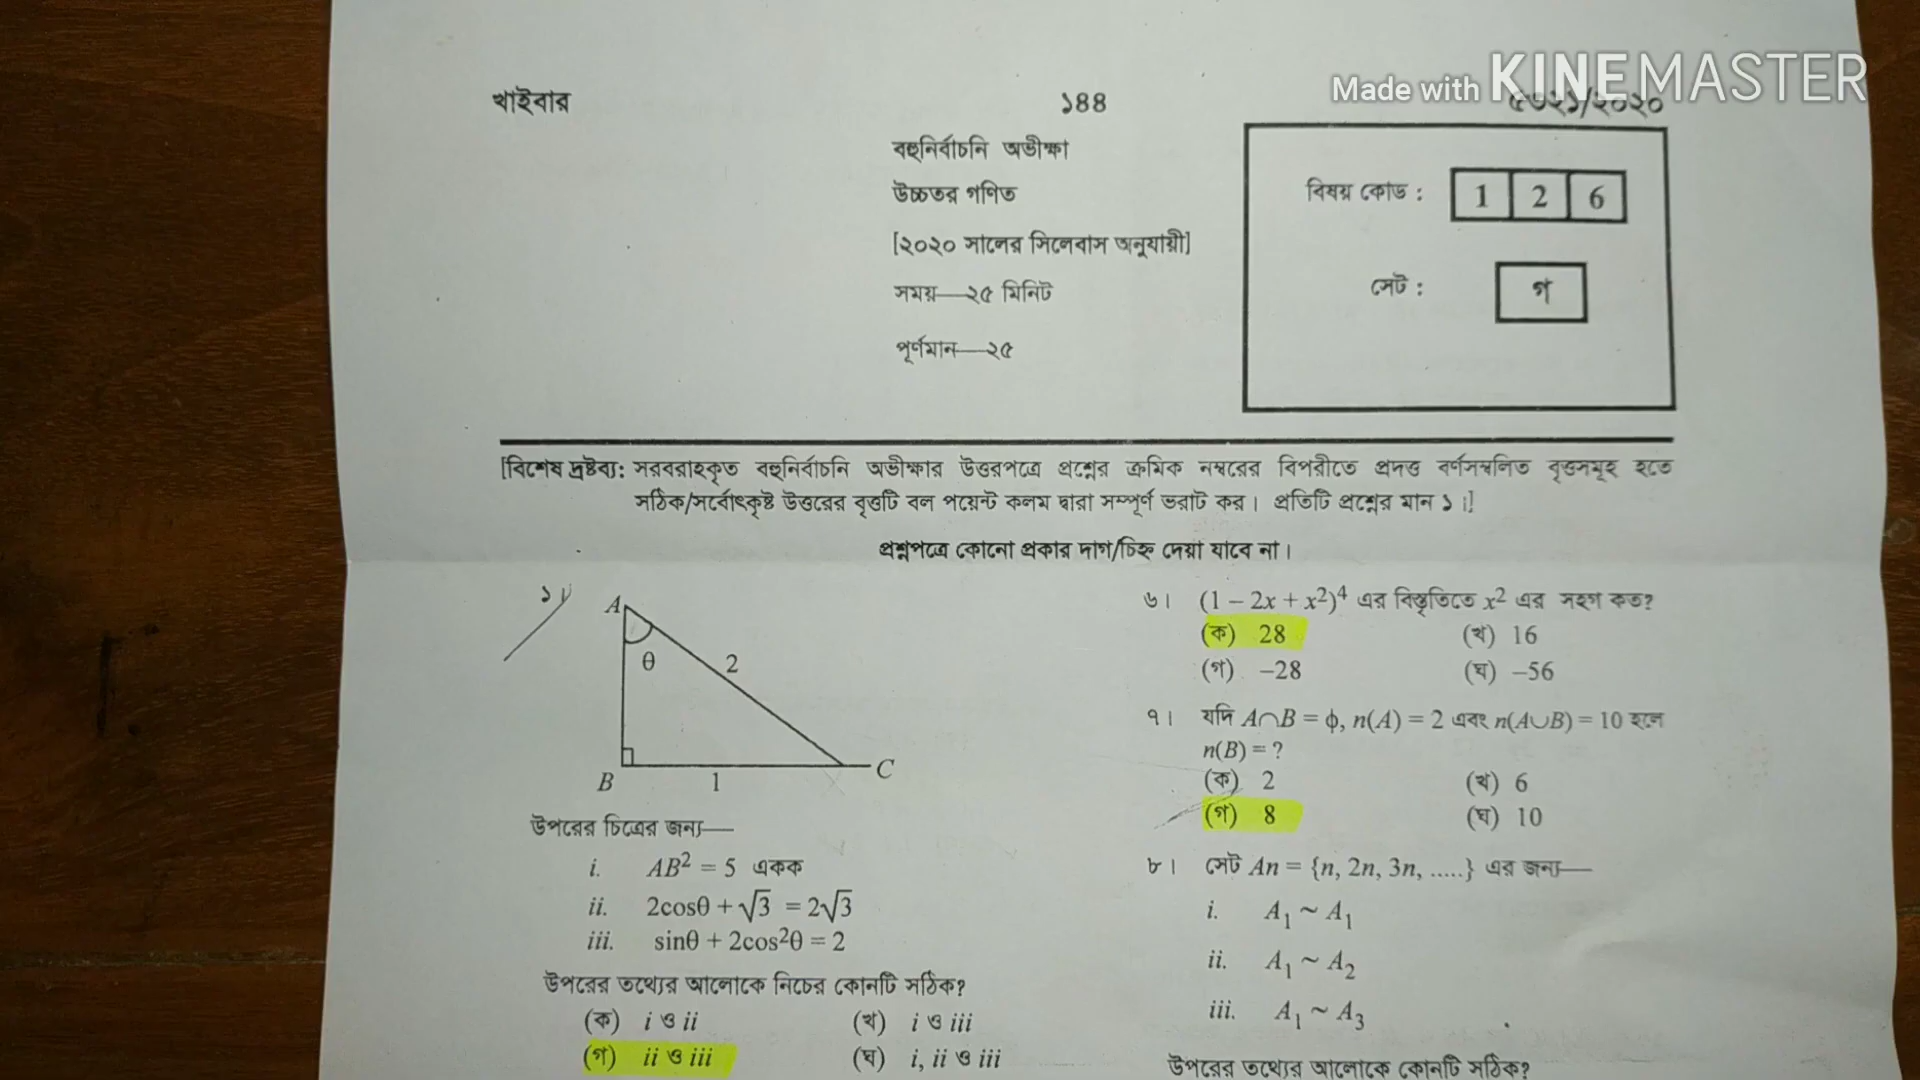 Made with KINEMASTER
খাইবার
১৪৪
৫৩২১/২০২০
বহুনির্বাচনি অভীক্ষা
উচ্চতর গণিত
[২০২০ সালের সিলেবাস অনুযায়ী]
সময়—২৫ মিনিট
পূর্ণমান—২৫
বিষয় কোড : 1 2 6
সেট : গ
[বিশেষ দ্রষ্টব্য: সরবরাহকৃত বহুনির্বাচনি অভীক্ষার উত্তরপত্রে প্রশ্নের ক্রমিক নম্বরের বিপরীতে প্রদত্ত বর্ণসম্বলিত বৃত্তসমূহ হতে
সঠিক/সর্বোৎকৃষ্ট উত্তরের বৃত্তটি বল পয়েন্ট কলম দ্বারা সম্পূর্ণ ভরাট কর। প্রতিটি প্রশ্নের মান ১।]
প্রশ্নপত্রে কোনো প্রকার দাগ/চিহ্ন দেয়া যাবে না।
১।
A
θ
2
B
1
C
উপরের চিত্রের জন্য—
i. AB² = 5 একক
ii. 2cosθ + √3 = 2√3
iii. sinθ + 2cos²θ = 2
উপরের তথ্যের আলোকে নিচের কোনটি সঠিক?
(ক) i ও ii (খ) i ও iii
(গ) ii ও iii (ঘ) i, ii ও iii
৬। (1 – 2x + x²)⁴ এর বিস্তৃতিতে x² এর সহগ কত?
(ক) 28 (খ) 16
(গ) –28 (ঘ) –56
৭। যদি A∩B = ϕ, n(A) = 2 এবং n(A∪B) = 10 হলে
n(B) = ?
(ক) 2 (খ) 6
(গ) 8 (ঘ) 10
৮। সেট An = {n, 2n, 3n, .....} এর জন্য—
i. A₁ ~ A₁
ii. A₁ ~ A₂
iii. A₁ ~ A₃
উপরের তথ্যের আলোকে কোনটি সঠিক?